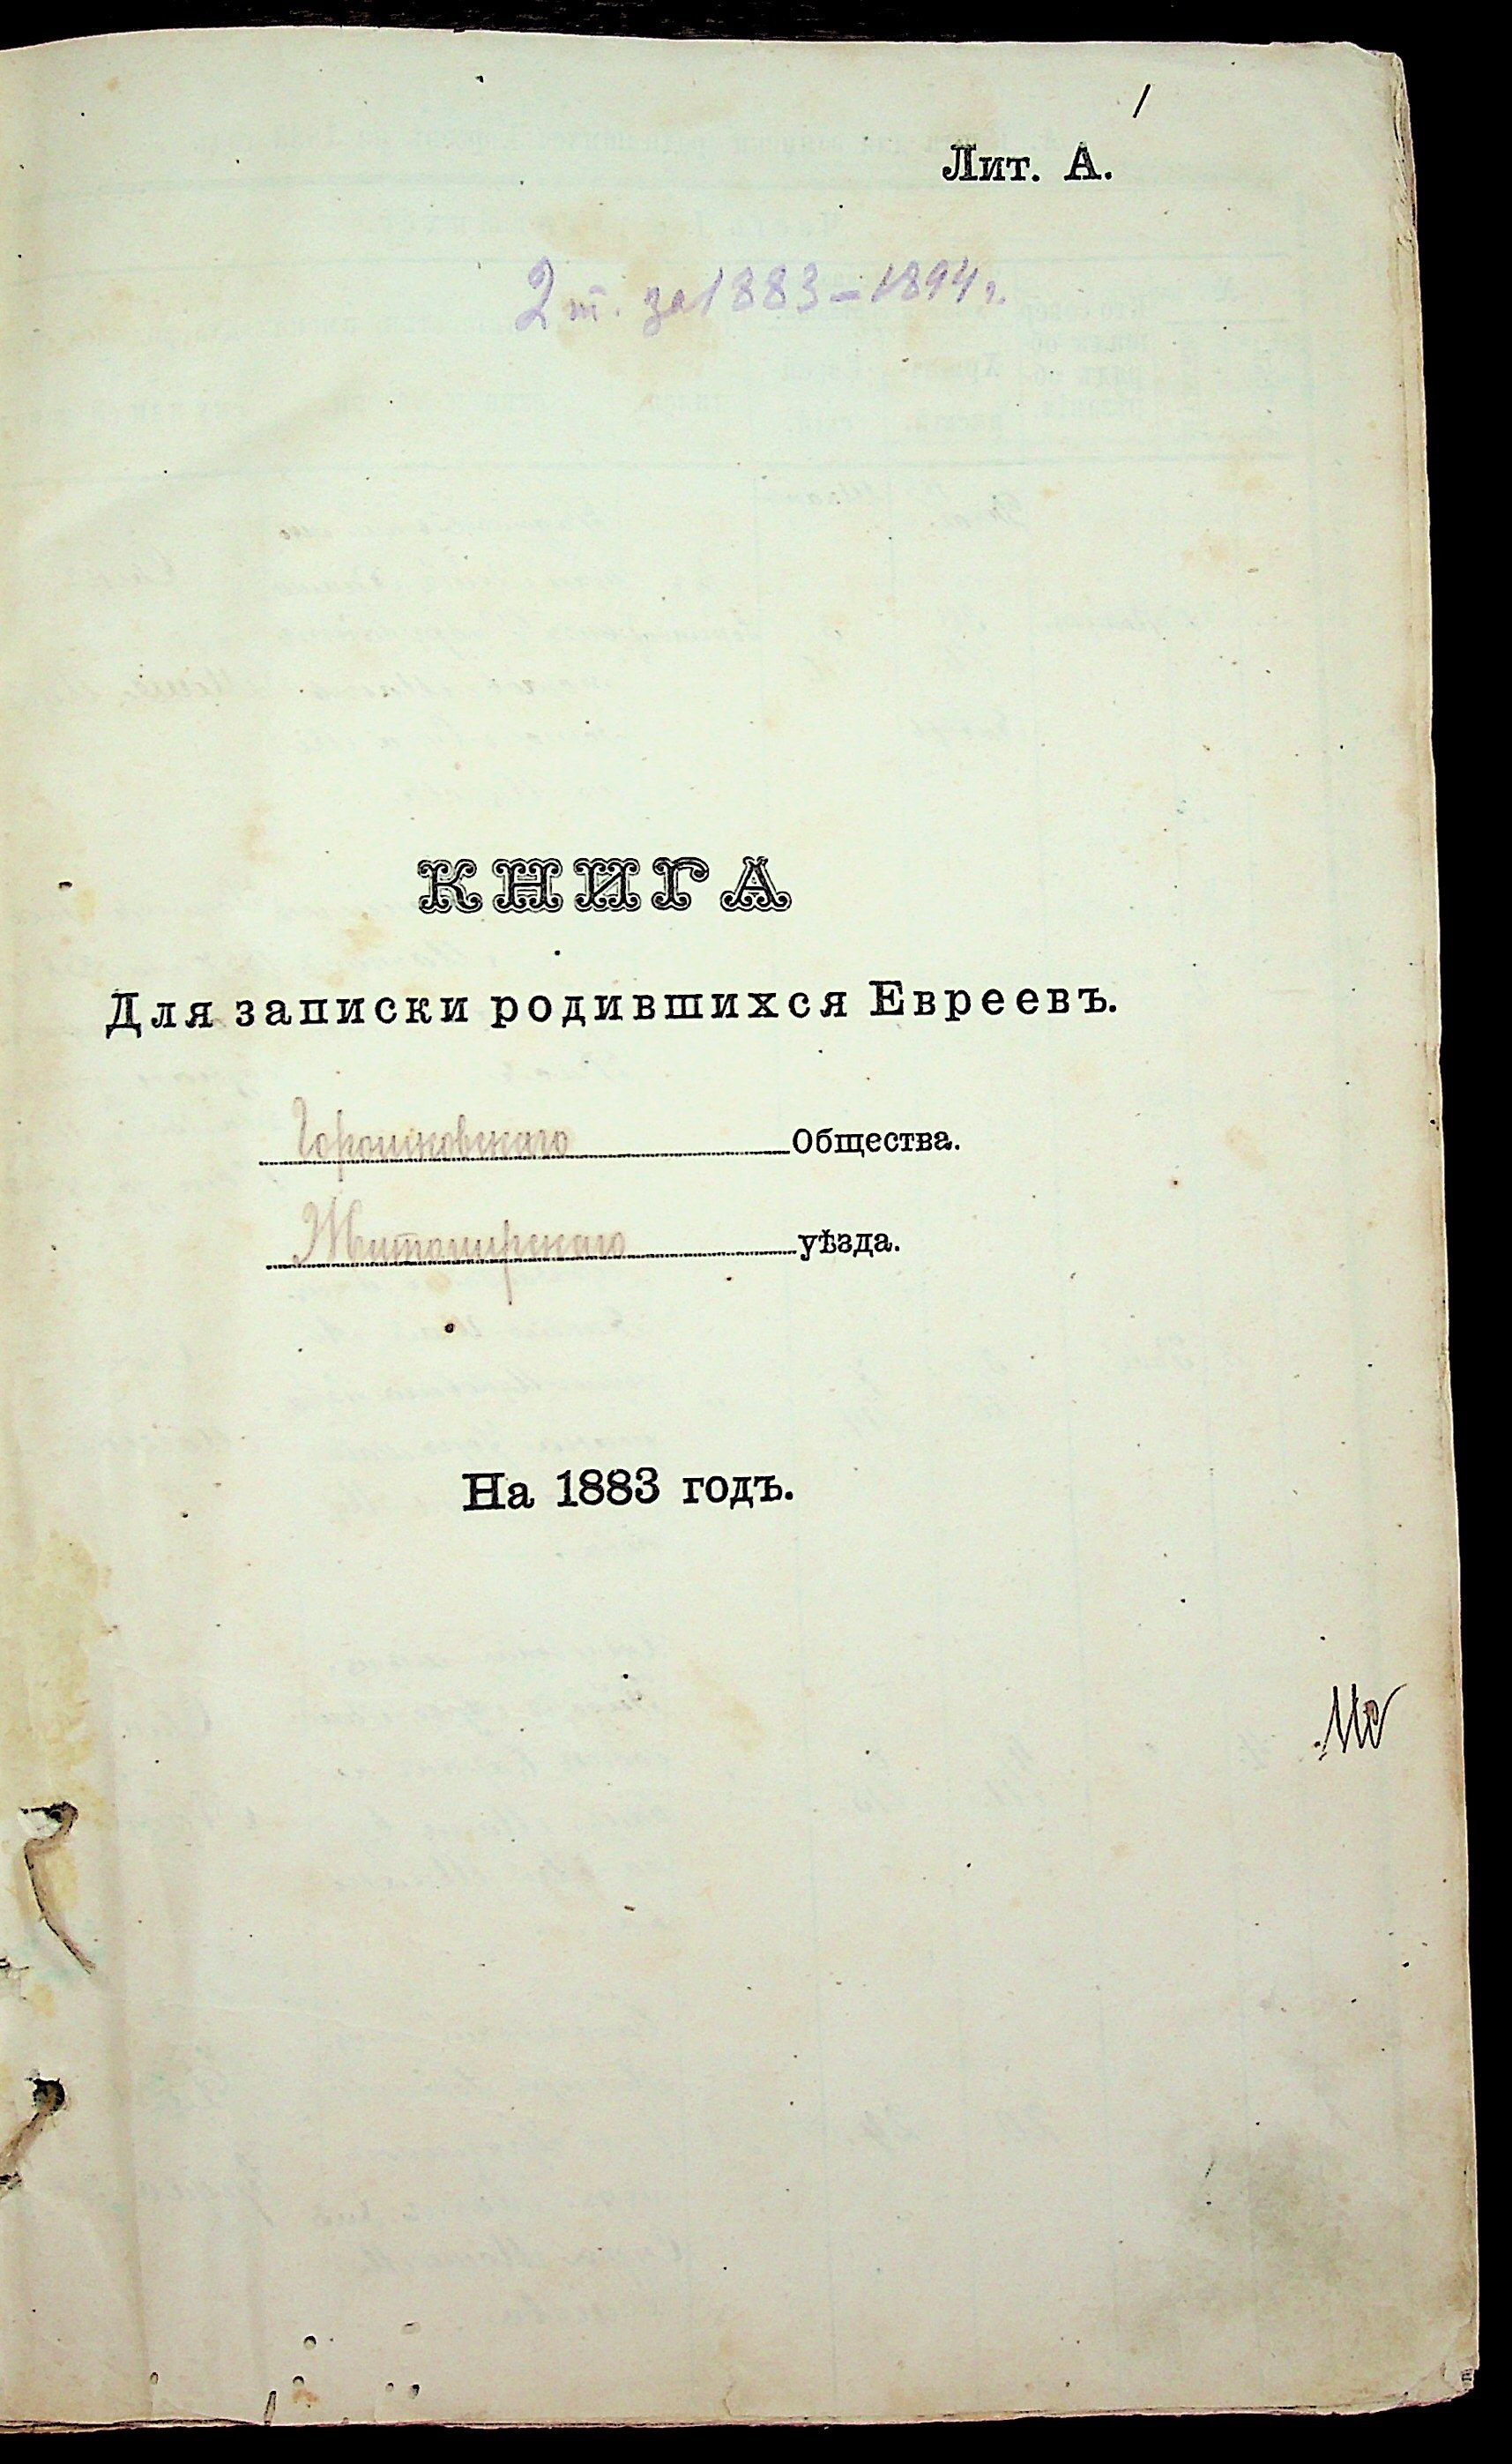 1
Лит. А.
2 т. за 1883-1894 г.
КНИГА
Для записки родившихся Евреевъ.
Горошковскаго Общества.
Житомирскаго уѣзда.
На 1883 годъ.